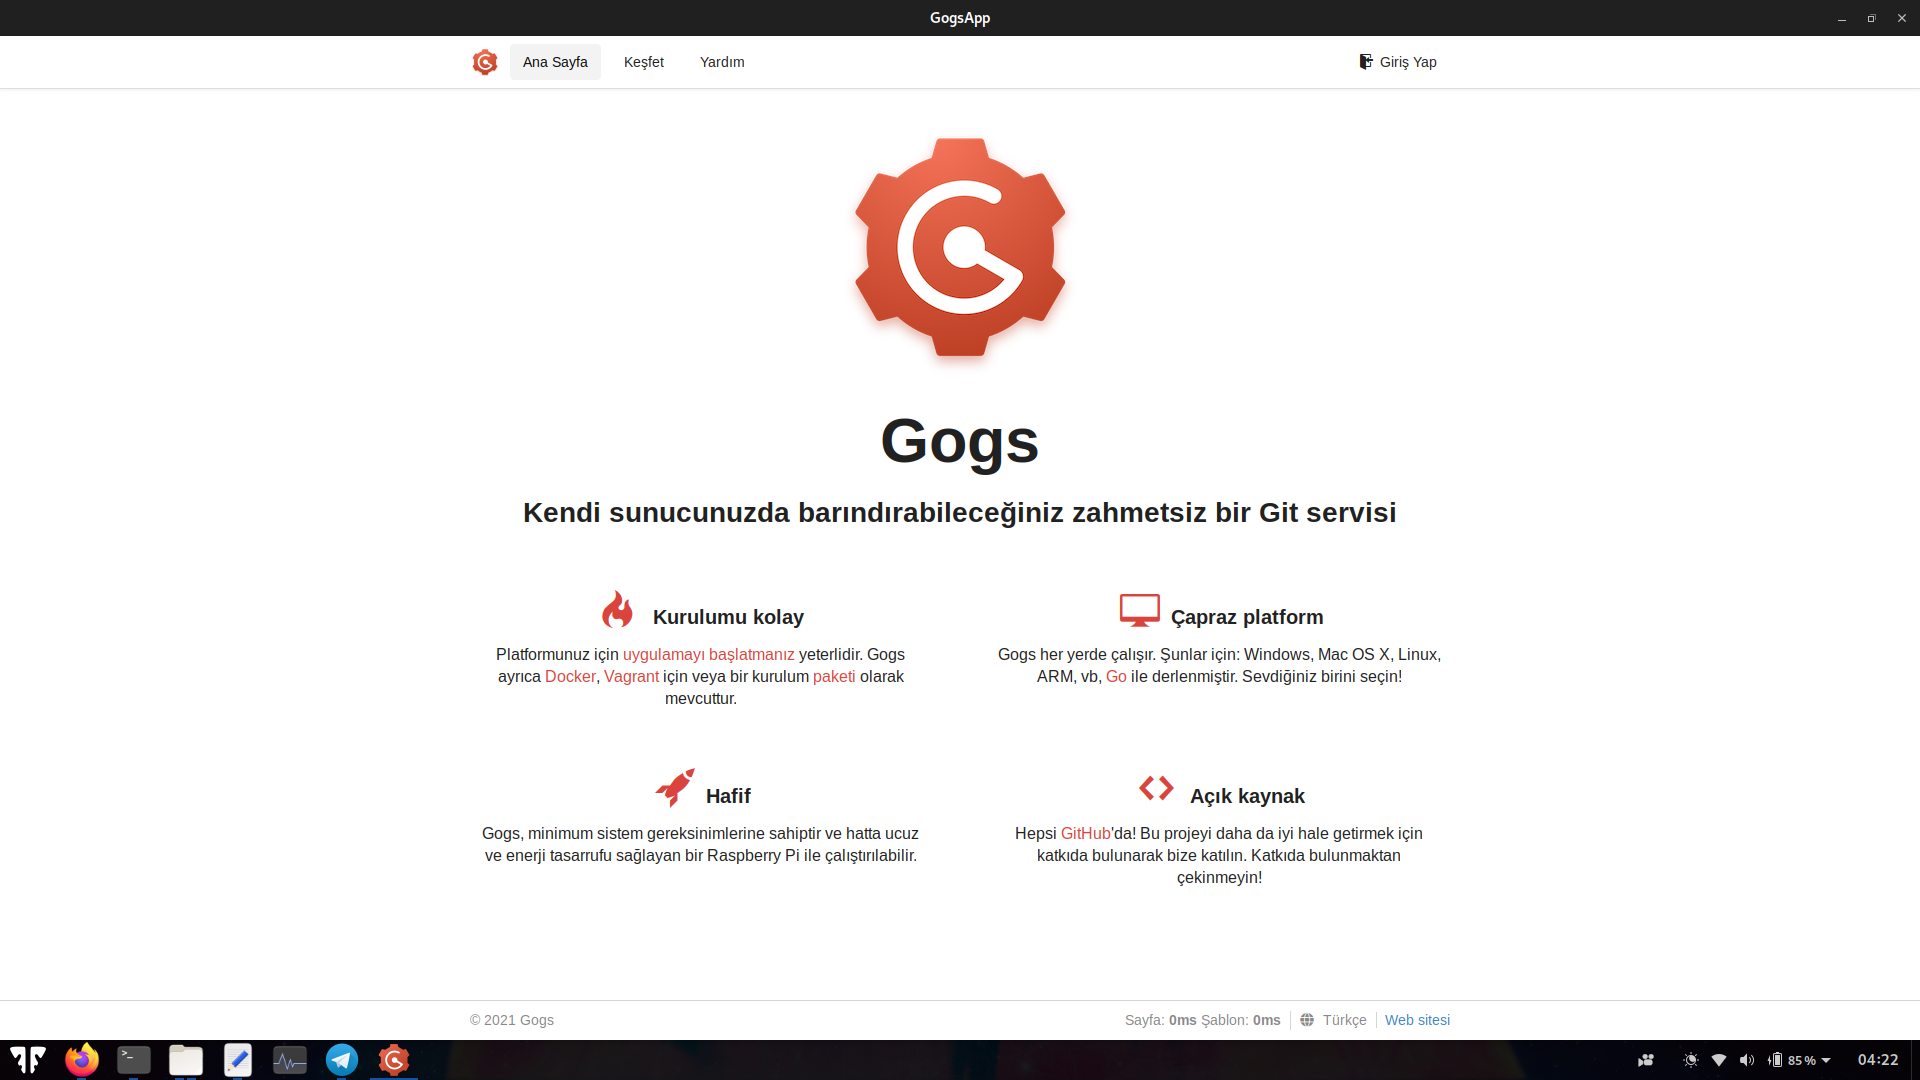 GogsApp
Ana Sayfa Keşfet Yardım Giriş Yap
Gogs
Kendi sunucunuzda barındırabileceğiniz zahmetsiz bir Git servisi
Kurulumu kolay
Platformunuz için uygulamayı başlatmanız yeterlidir. Gogs
ayrıca Docker, Vagrant için veya bir kurulum paketi olarak
mevcuttur.
Çapraz platform
Gogs her yerde çalışır. Şunlar için: Windows, Mac OS X, Linux,
ARM, vb, Go ile derlenmiştir. Sevdiğiniz birini seçin!
Hafif
Gogs, minimum sistem gereksinimlerine sahiptir ve hatta ucuz
ve enerji tasarrufu sağlayan bir Raspberry Pi ile çalıştırılabilir.
Açık kaynak
Hepsi GitHub'da! Bu projeyi daha da iyi hale getirmek için
katkıda bulunarak bize katılın. Katkıda bulunmaktan
çekinmeyin!
© 2021 Gogs Sayfa: 0ms Şablon: 0ms Türkçe Web sitesi
85 % 04:22